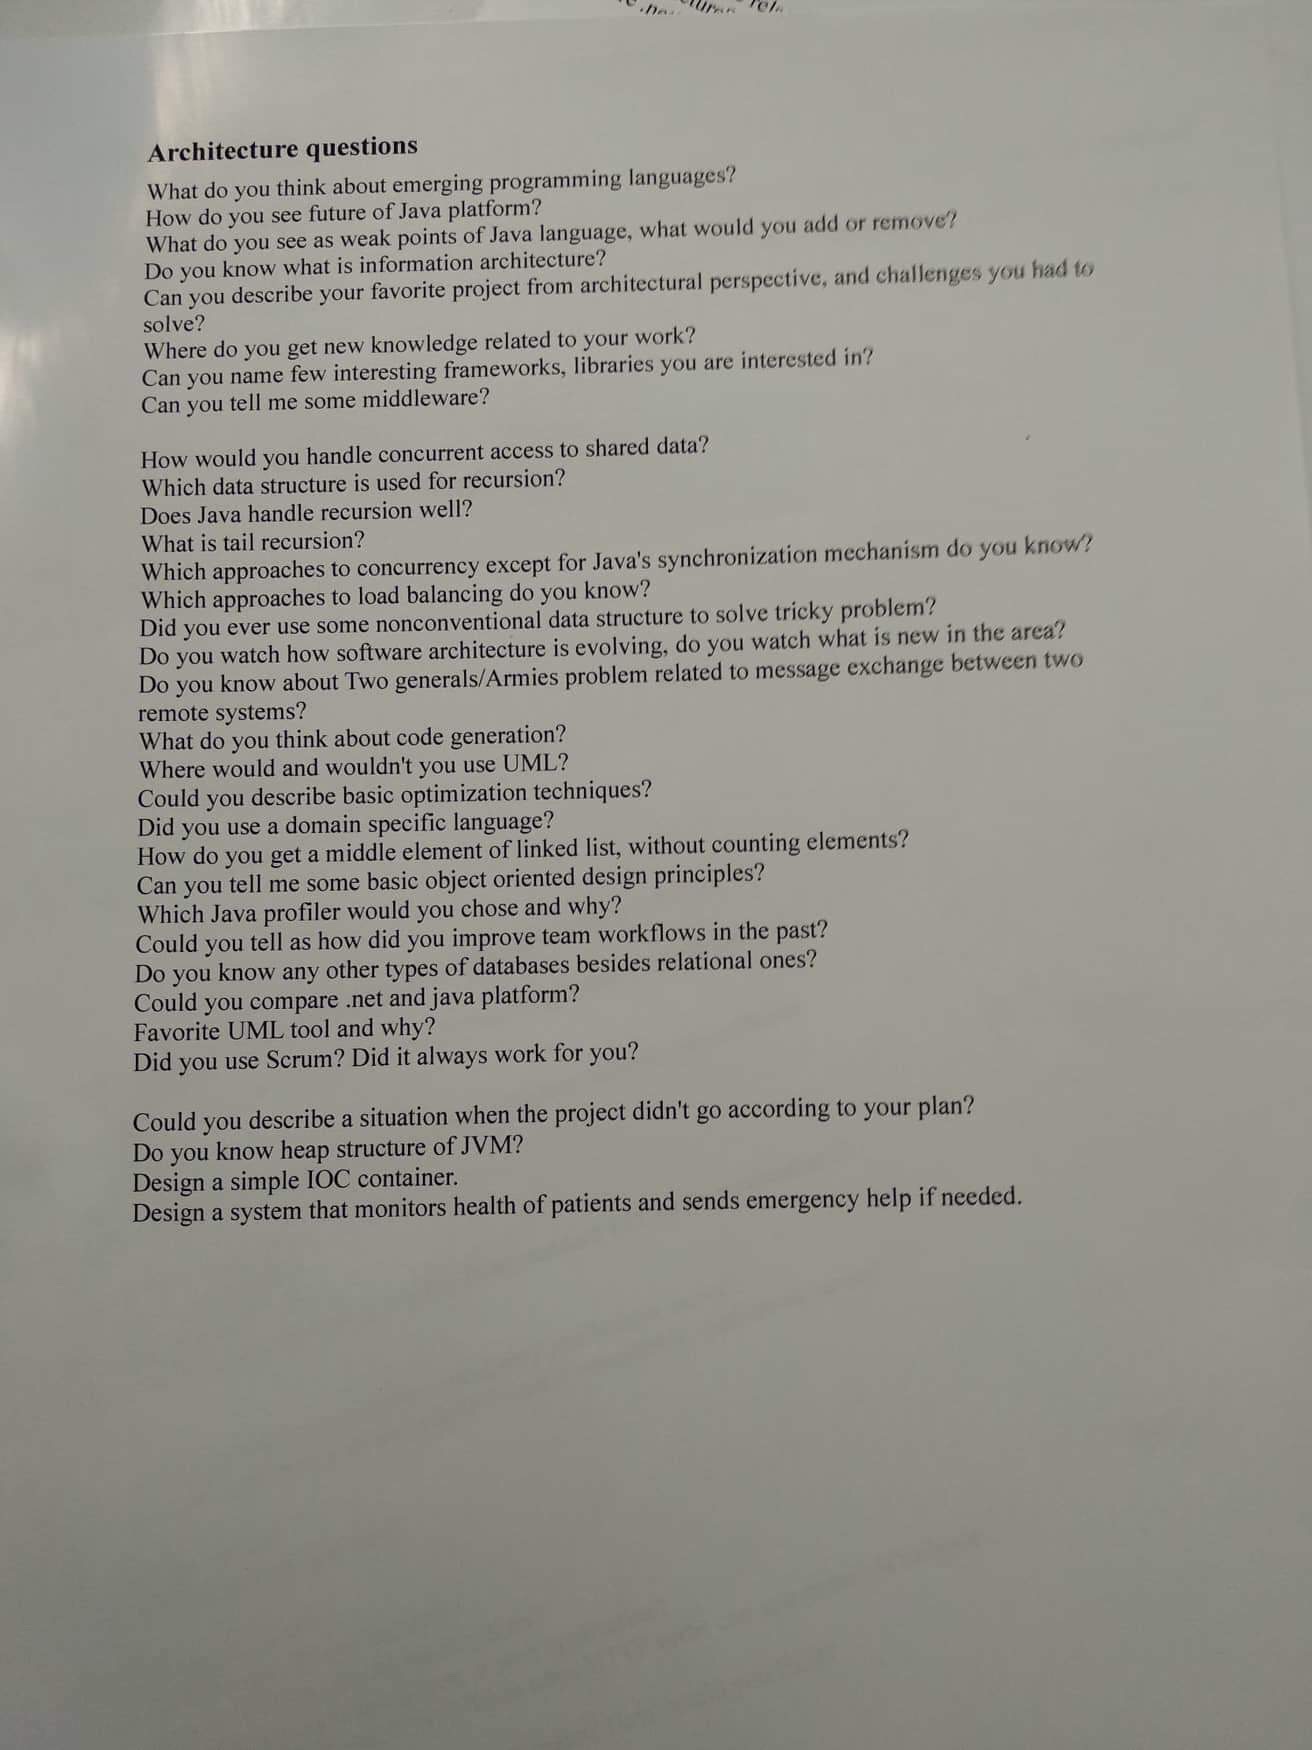 Architecture questions
What do you think about emerging programming languages?
How do you see future of Java platform?
What do you see as weak points of Java language, what would you add or remove?
Do you know what is information architecture?
Can you describe your favorite project from architectural perspective, and challenges you had to
solve?
Where do you get new knowledge related to your work?
Can you name few interesting frameworks, libraries you are interested in?
Can you tell me some middleware?
How would you handle concurrent access to shared data?
Which data structure is used for recursion?
Does Java handle recursion well?
What is tail recursion?
Which approaches to concurrency except for Java's synchronization mechanism do you know?
Which approaches to load balancing do you know?
Did you ever use some nonconventional data structure to solve tricky problem?
Do you watch how software architecture is evolving, do you watch what is new in the area?
Do you know about Two generals/Armies problem related to message exchange between two
remote systems?
What do you think about code generation?
Where would and wouldn't you use UML?
Could you describe basic optimization techniques?
Did you use a domain specific language?
How do you get a middle element of linked list, without counting elements?
Can you tell me some basic object oriented design principles?
Which Java profiler would you chose and why?
Could you tell as how did you improve team workflows in the past?
Do you know any other types of databases besides relational ones?
Could you compare .net and java platform?
Favorite UML tool and why?
Did you use Scrum? Did it always work for you?
Could you describe a situation when the project didn't go according to your plan?
Do you know heap structure of JVM?
Design a simple IOC container.
Design a system that monitors health of patients and sends emergency help if needed.